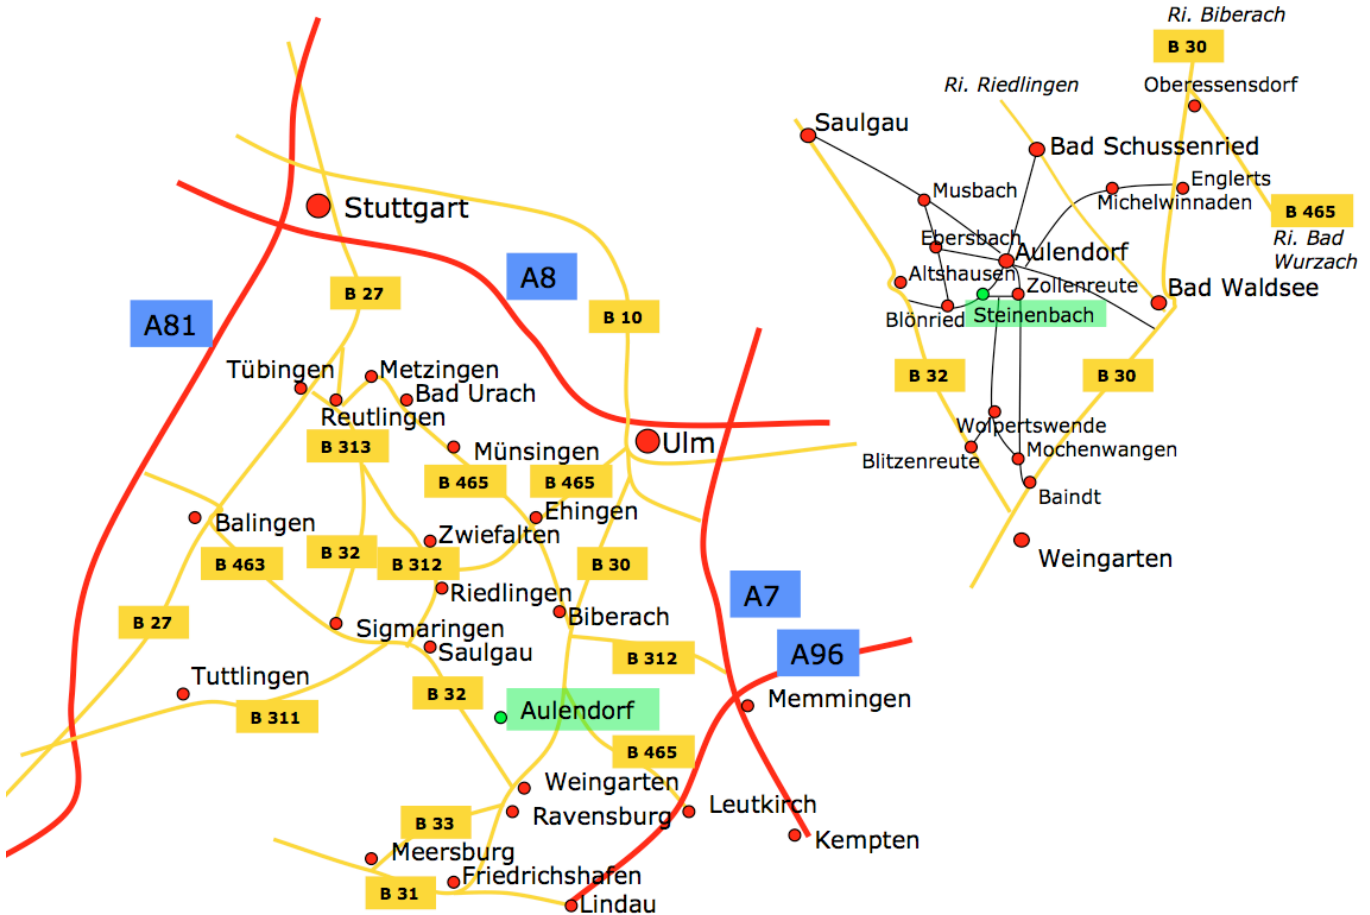 Ri. Biberach
B 30
Ri. Riedlingen
Oberessensdorf
Saulgau
Bad Schussenried
Englerts
Musbach
Michelwinnaden
B 465
Ebersbach
Ri. Bad
Wurzach
Aulendorf
Altshausen
Zollenreute
Bad Waldsee
Blönried
Steinenbach
B 32
B 30
Wolpertswende
Mochenwangen
Blitzenreute
Baindt
Weingarten
Stuttgart
A8
B 27
A81
B 10
Tübingen
Metzingen
Bad Urach
Reutlingen
B 313
Münsingen
Ulm
B 465
B 465
Ehingen
Balingen
Zwiefalten
B 32
B 463
B 312
B 30
Riedlingen
A7
Biberach
B 27
Sigmaringen
Saulgau
B 312
A96
Tuttlingen
B 32
Memmingen
B 311
Aulendorf
B 465
Weingarten
Leutkirch
Ravensburg
B 33
Kempten
Meersburg
Friedrichshafen
B 31
Lindau